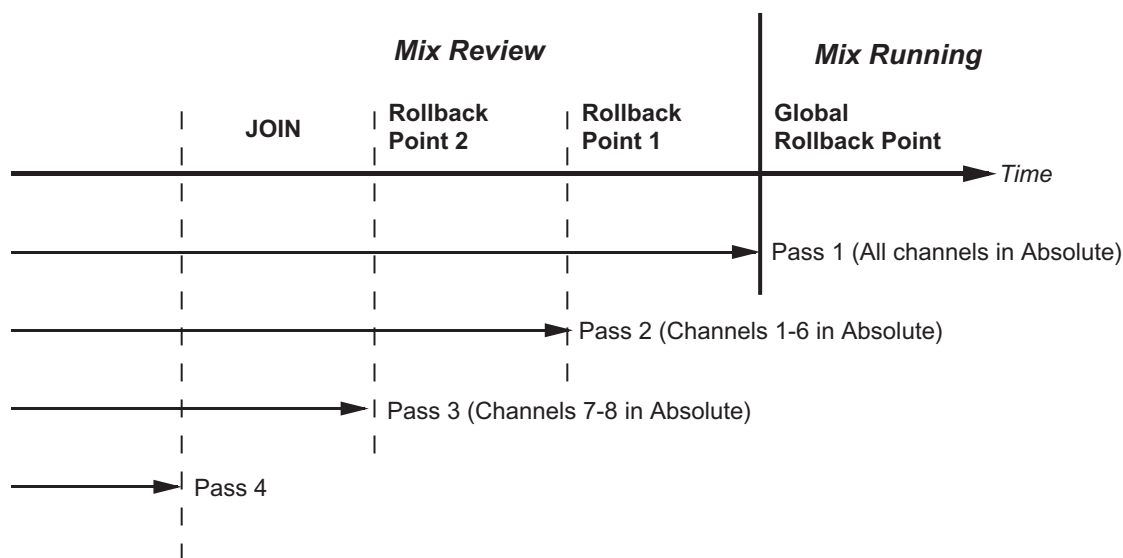 Mix Review
Mix Running
JOIN
Rollback
Point 2
Rollback
Point 1
Global
Rollback Point
Time
Pass 1 (All channels in Absolute)
Pass 2 (Channels 1-6 in Absolute)
Pass 3 (Channels 7-8 in Absolute)
Pass 4